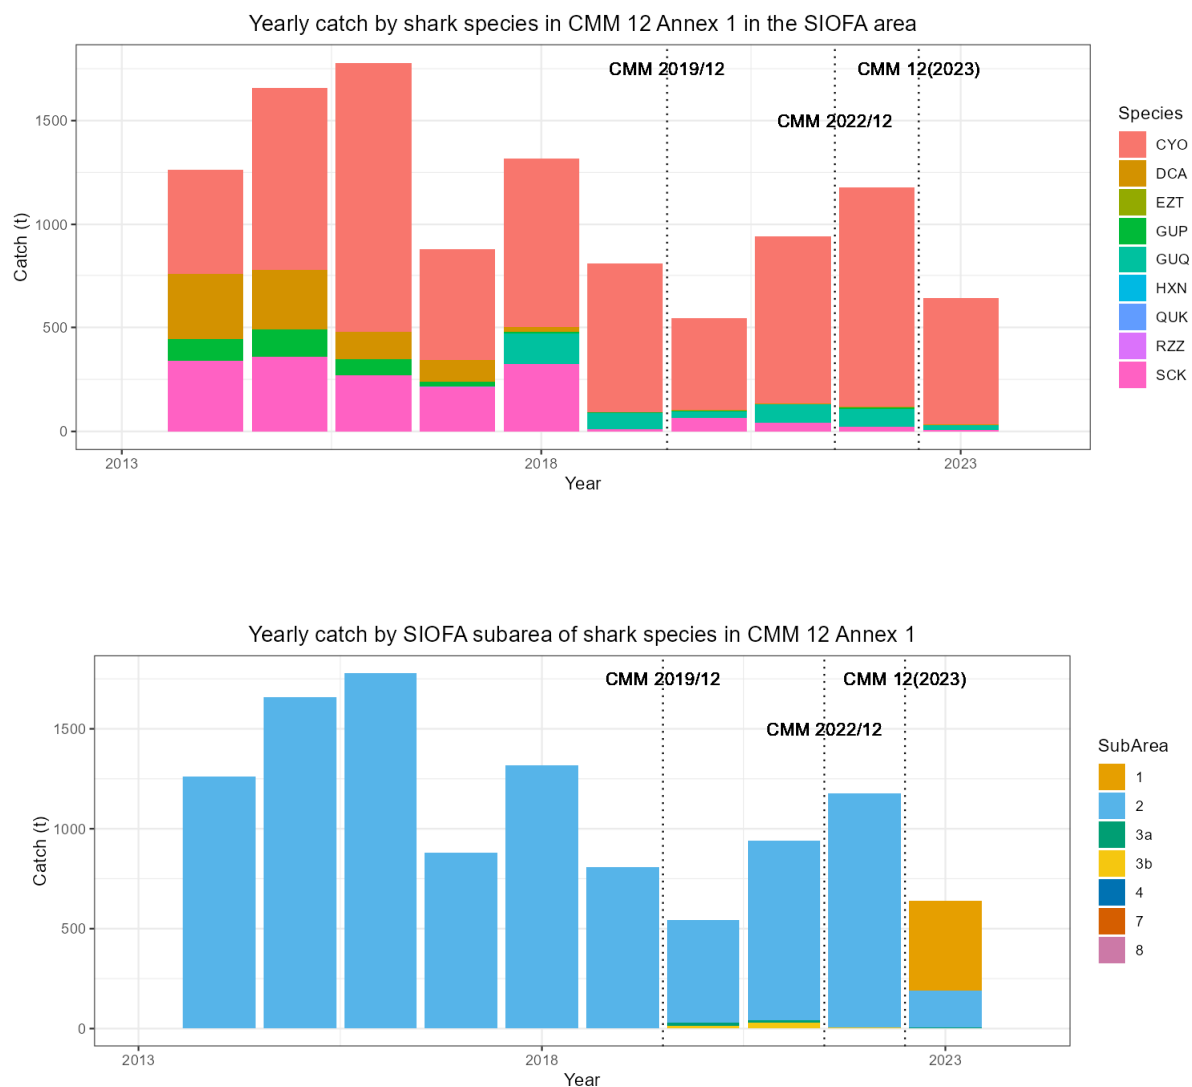 Yearly catch by shark species in CMM 12 Annex 1 in the SIOFA area
CMM 2019/12
CMM 12(2023)
CMM 2022/12
1500
1000
500
0
Catch (t)
2013
2018
2023
Year
Species
CYO
DCA
EZT
GUP
GUQ
HXN
QUK
RZZ
SCK
Yearly catch by SIOFA subarea of shark species in CMM 12 Annex 1
CMM 2019/12
CMM 12(2023)
CMM 2022/12
1500
1000
500
0
Catch (t)
2013
2018
2023
Year
SubArea
1
2
3a
3b
4
7
8